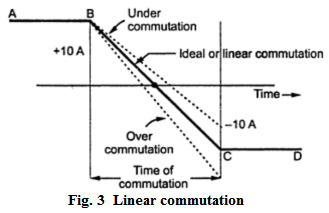 A
B
Under
commutation
+10 A
Ideal or linear commutation
Time
−10 A
Over
commutation
C
D
Time of
commutation
Fig. 3 Linear commutation